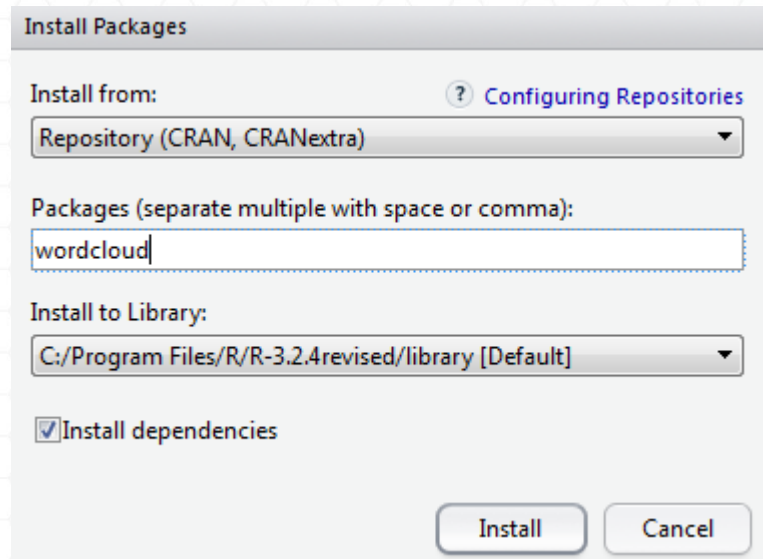 Install Packages
Install from:
? Configuring Repositories
Repository (CRAN, CRANextra)
Packages (separate multiple with space or comma):
wordcloud
Install to Library:
C:/Program Files/R/R-3.2.4revised/library [Default]
Install dependencies
Install Cancel